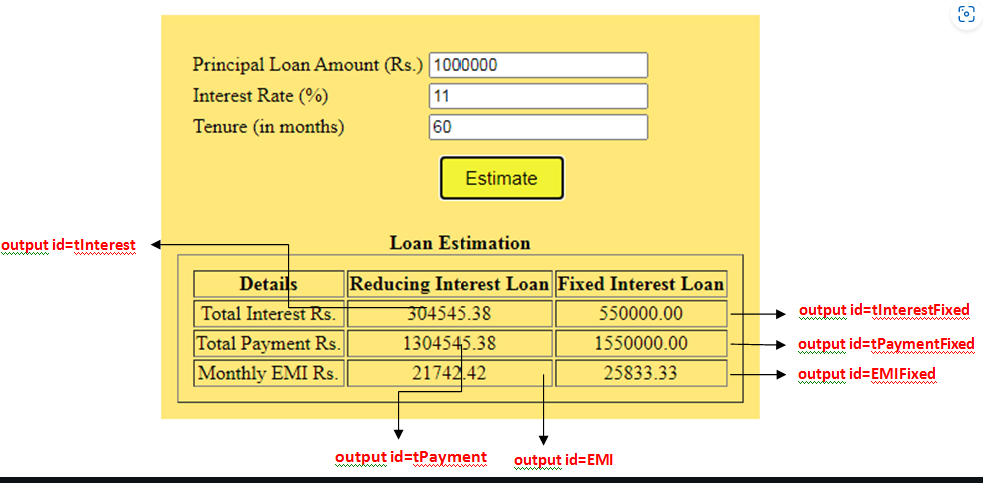 Principal Loan Amount (Rs.) 1000000
Interest Rate (%) 11
Tenure (in months) 60
Estimate
output id=tInterest
Loan Estimation
Details Reducing Interest Loan Fixed Interest Loan
Total Interest Rs. 304545.38 550000.00 output id=tInterestFixed
Total Payment Rs. 1304545.38 1550000.00 output id=tPaymentFixed
Monthly EMI Rs. 21742.42 25833.33 output id=EMIFixed
output id=tPayment output id=EMI